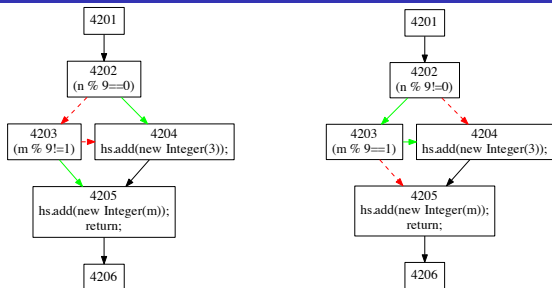 4201
4202
(n % 9==0)
4203
(m % 9!=1)
4204
hs.add(new Integer(3));
4205
hs.add(new Integer(m));
return;
4206
4201
4202
(n % 9!=0)
4203
(m % 9==1)
4204
hs.add(new Integer(3));
4205
hs.add(new Integer(m));
return;
4206